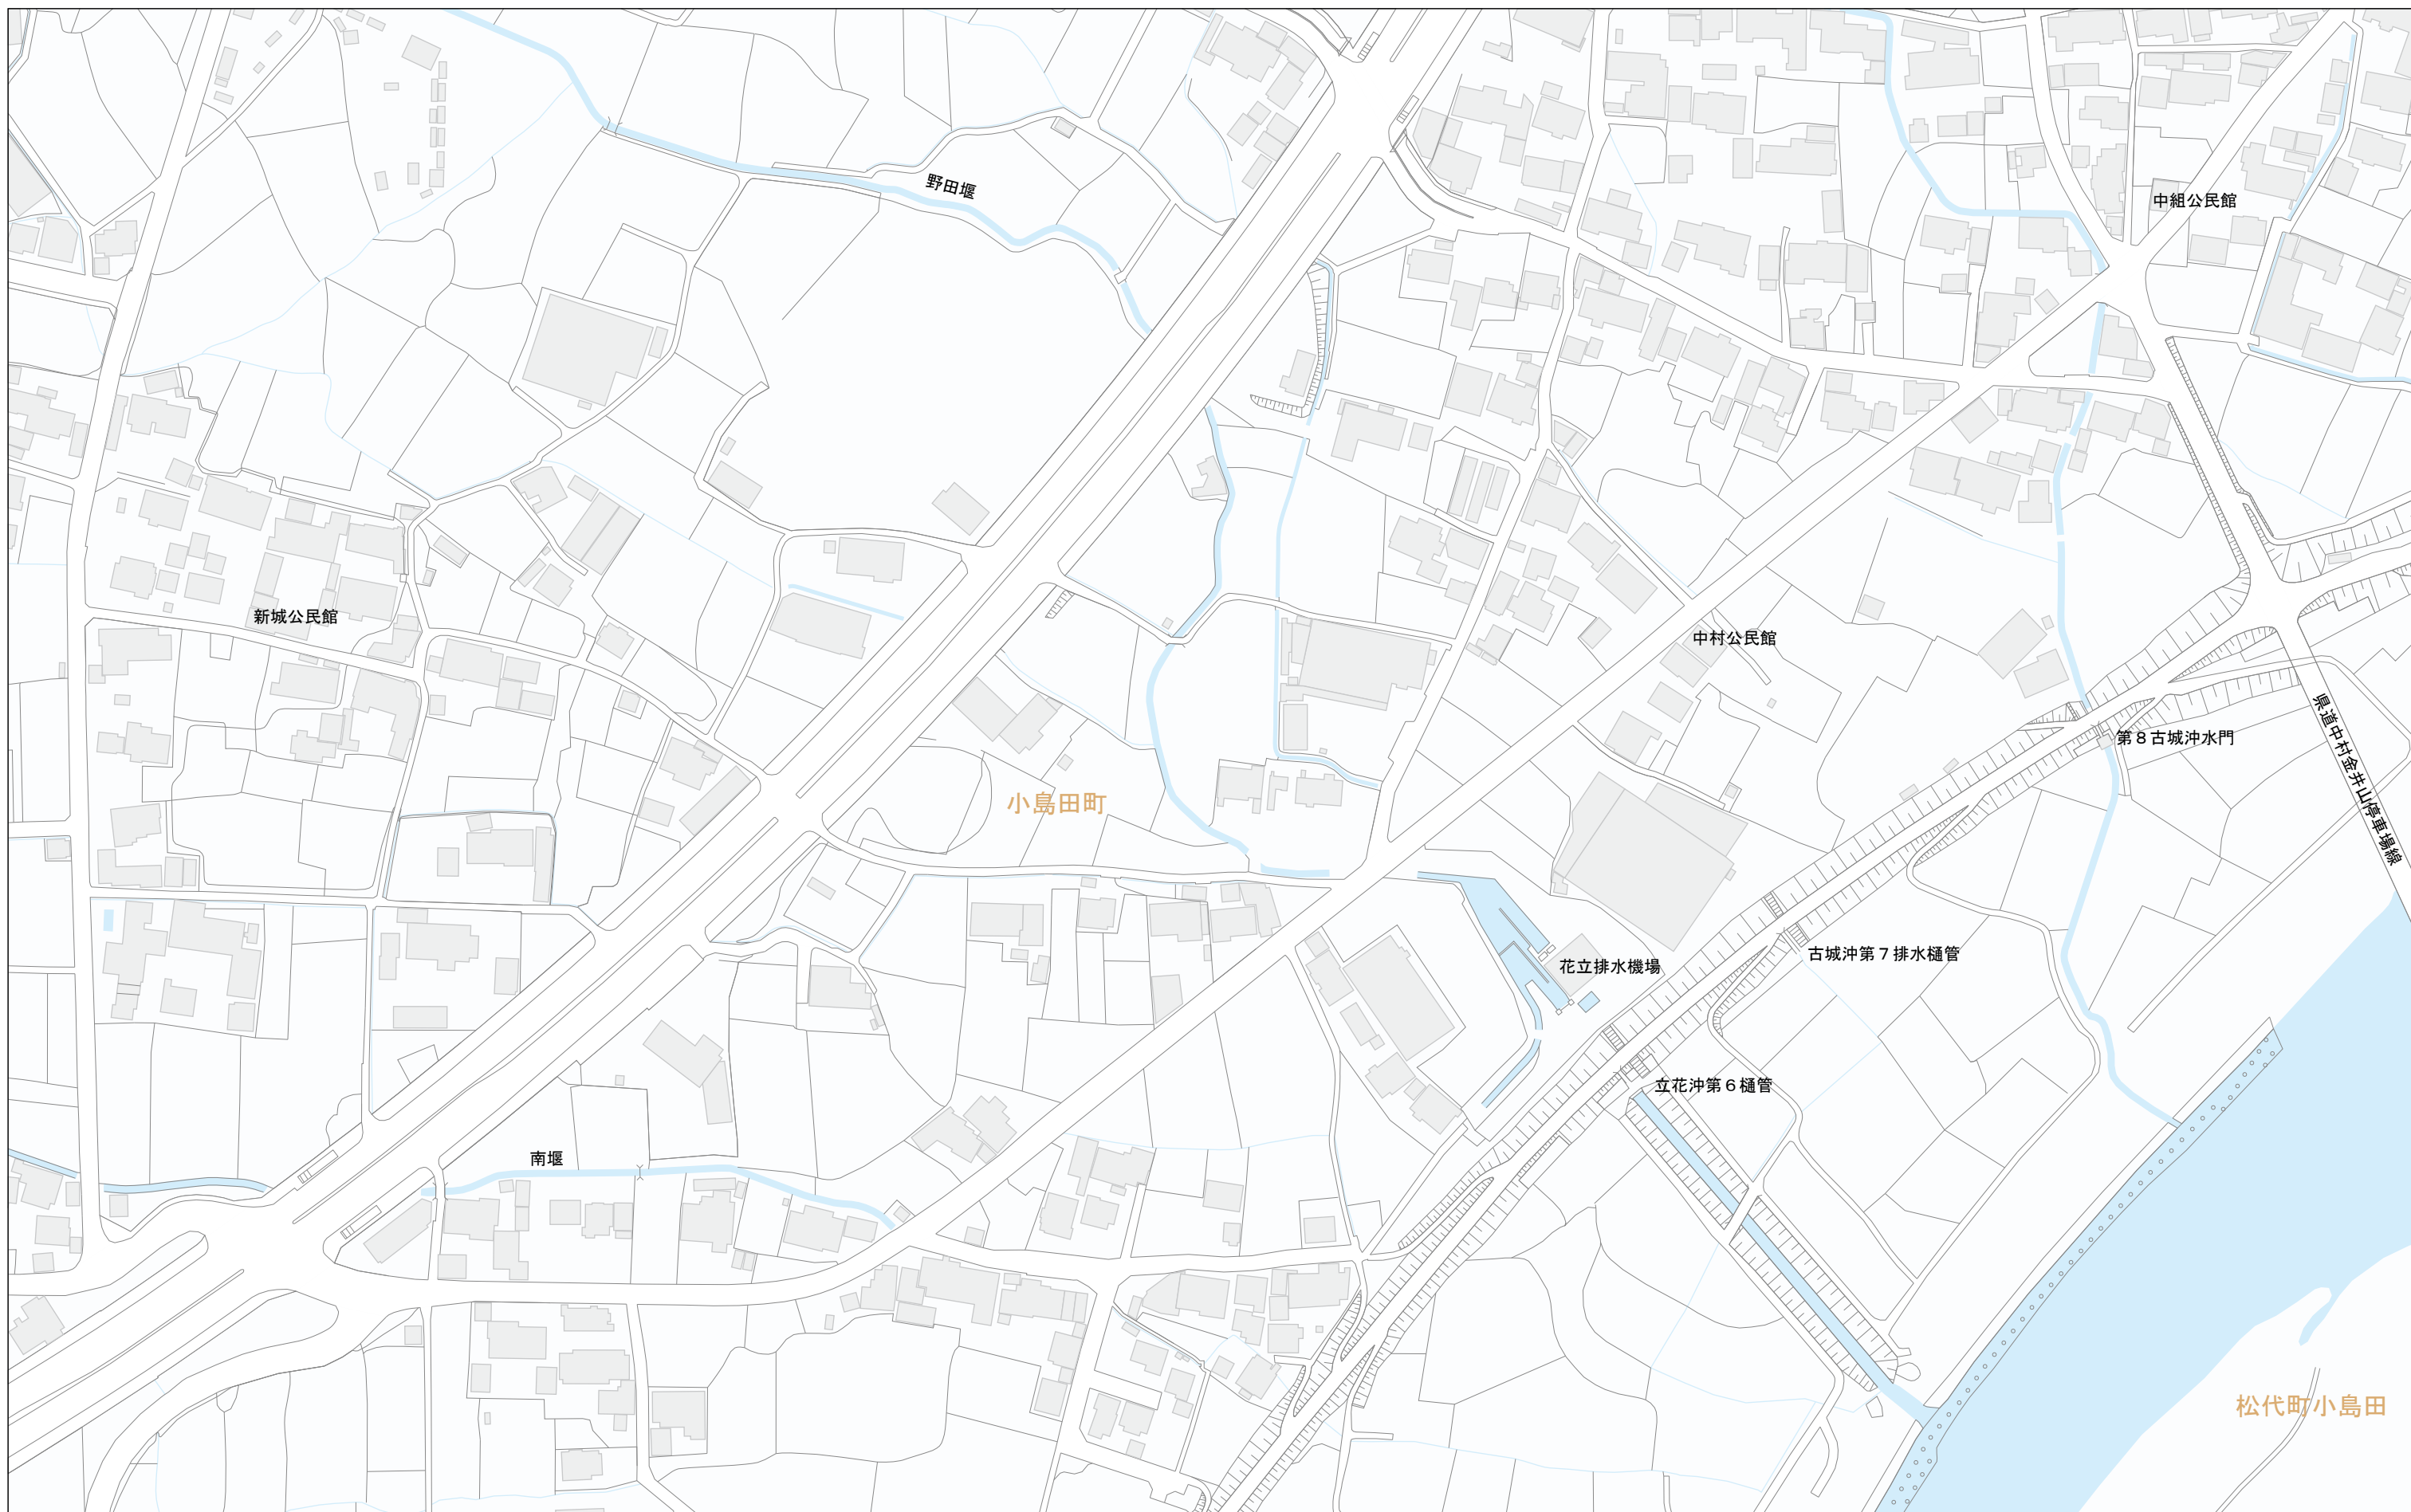 野田堰
中組公民館
新城公民館
中村公民館
県道中村金井山停車場線
第８古城沖水門
小島田町
古城沖第７排水樋管
花立排水機場
立花沖第６樋管
南堰
松代町小島田